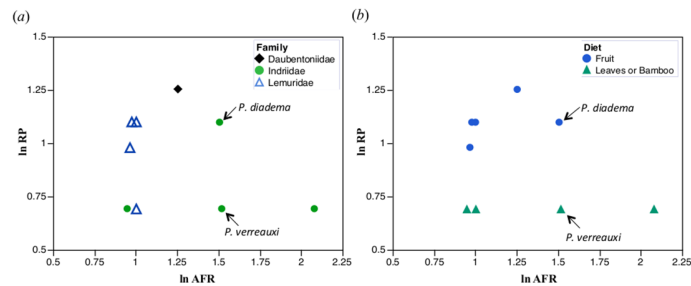 (a)
Family
Daubentoniidae
Indriidae
Lemuridae
P. diadema
P. verreauxi
1.5
1.25
1
0.75
0.5
ln RP
0.5 0.75 1 1.25 1.5 1.75 2 2.25
ln AFR
(b)
Diet
Fruit
Leaves or Bamboo
P. diadema
P. verreauxi
1.5
1.25
1
0.75
0.5
ln RP
0.5 0.75 1 1.25 1.5 1.75 2 2.25
ln AFR